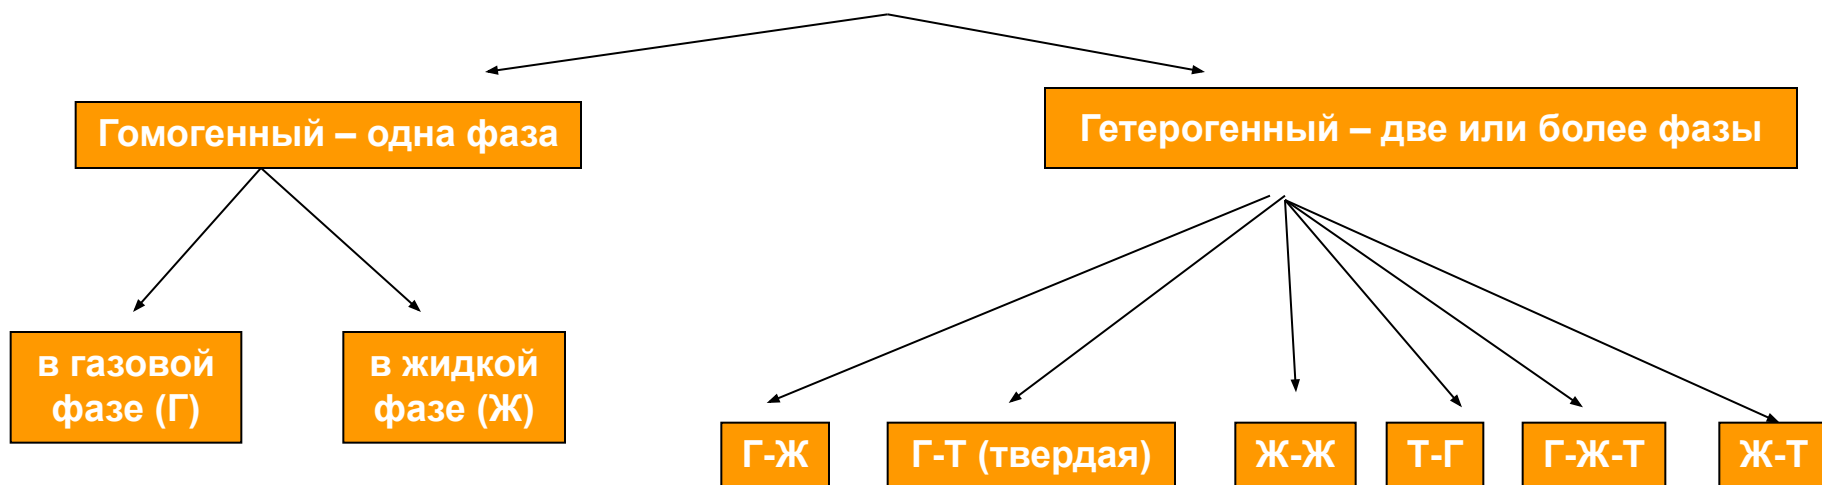 Гомогенный – одна фаза
Гетерогенный – две или более фазы
в газовой
фазе (Г)
в жидкой
фазе (Ж)
Г-Ж
Г-Т (твердая)
Ж-Ж
Т-Г
Г-Ж-Т
Ж-Т